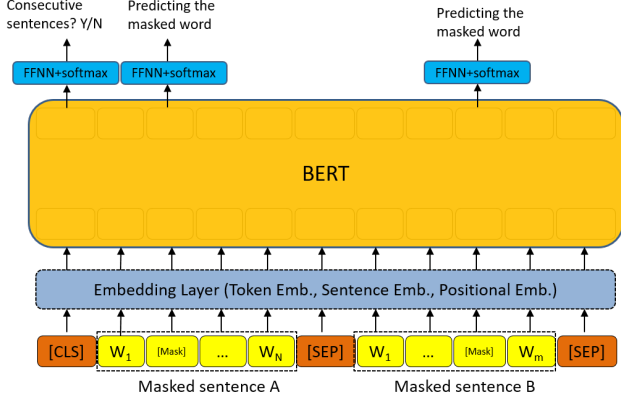 Consecutive
sentences? Y/N
Predicting the
masked word
Predicting the
masked word
FFNN+softmax
FFNN+softmax
FFNN+softmax
BERT
Embedding Layer (Token Emb., Sentence Emb., Positional Emb.)
[CLS] W1 [Mask] ... WN [SEP] W1 ... [Mask] Wm [SEP]
Masked sentence A
Masked sentence B